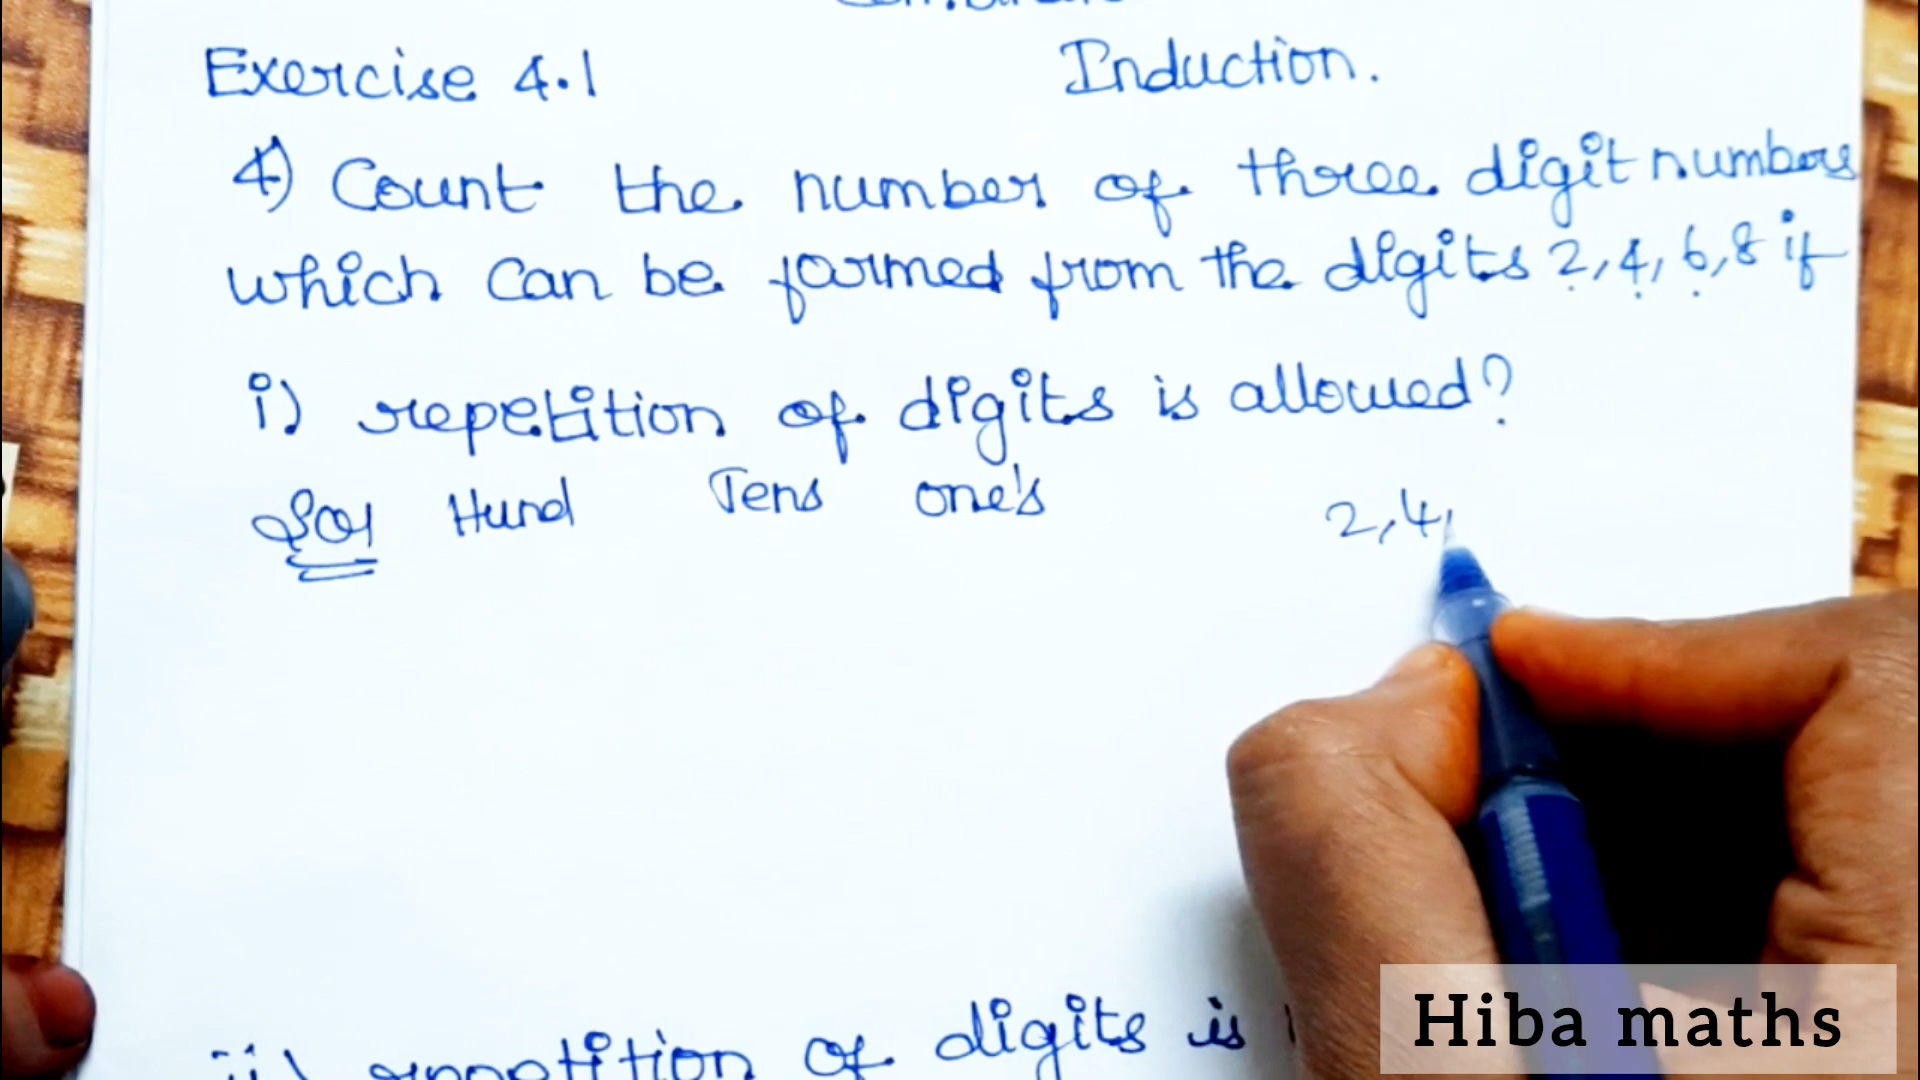 Exercise 4.1 Induction.
4) Count the number of three digit numbers
which can be formed from the digits 2,4,6,8 if
i) repetition of digits is allowed?
Sol Hund Tens one's 2,4,
ii) repetition of digits is
Hiba maths